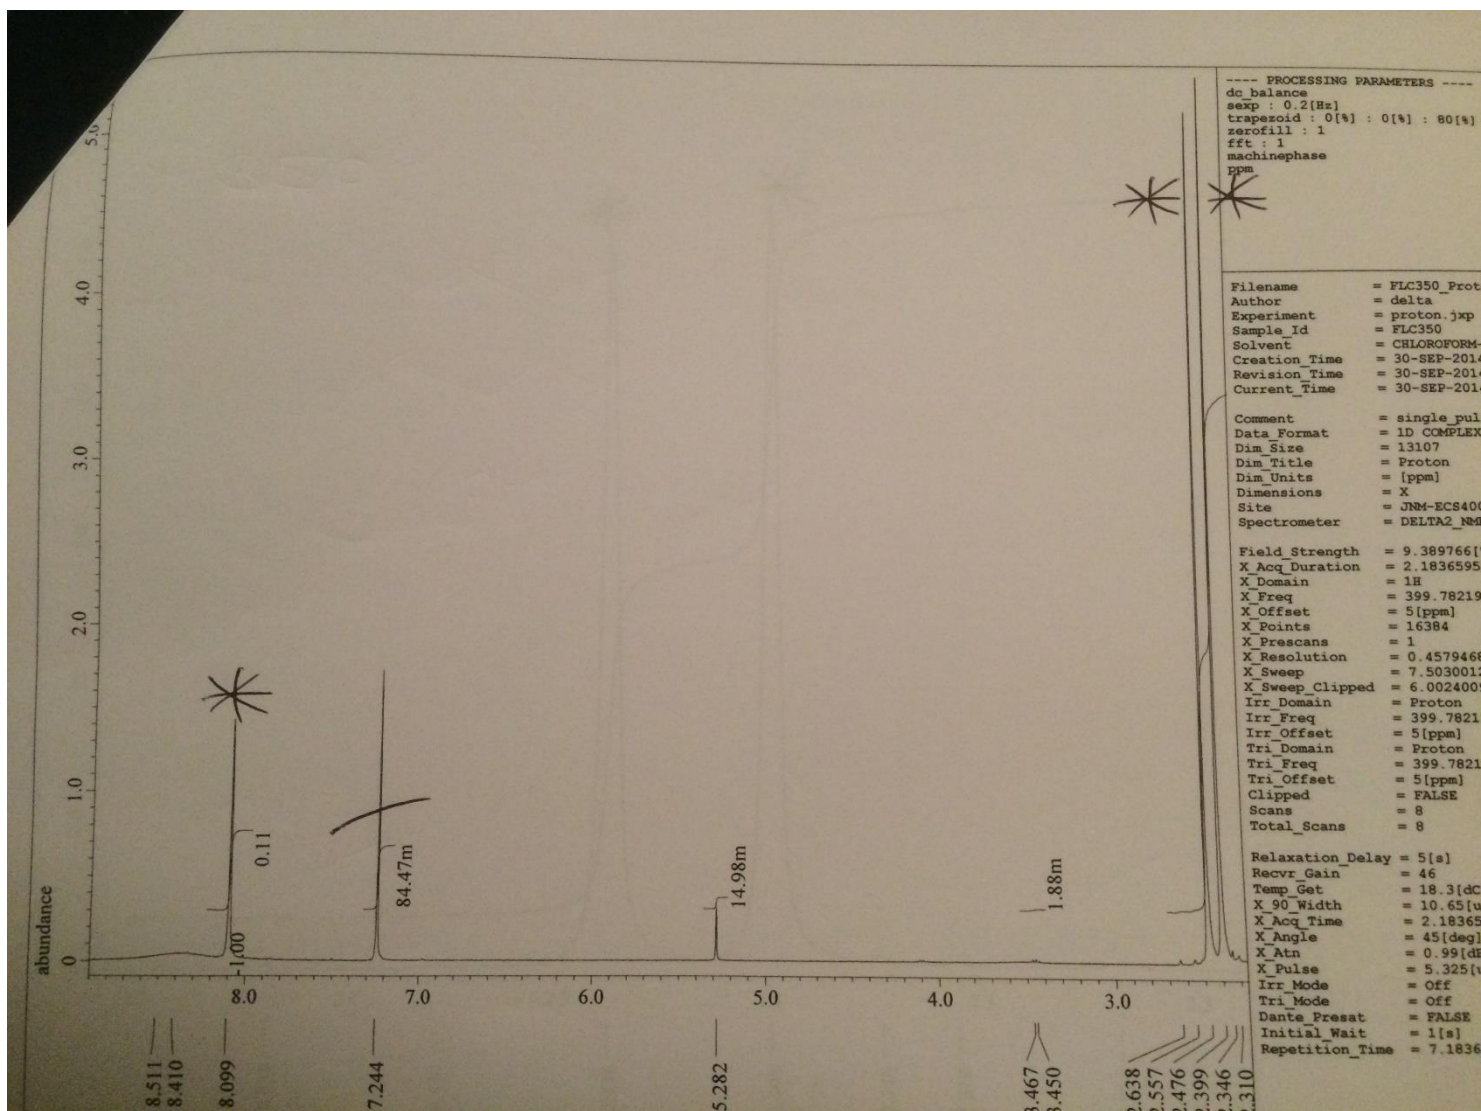 ---- PROCESSING PARAMETERS ----
dc_balance
sexp : 0.2[Hz]
trapezoid : 0[%] : 0[%] : 80[%]
zerofill : 1
fft : 1
machinephase
ppm
Filename = FLC350_Prot
Author = delta
Experiment = proton.jxp
Sample_Id = FLC350
Solvent = CHLOROFORM-
Creation_Time = 30-SEP-2014
Revision_Time = 30-SEP-2014
Current_Time = 30-SEP-2014
Comment = single_pul
Data_Format = 1D COMPLEX
Dim_Size = 13107
Dim_Title = Proton
Dim_Units = [ppm]
Dimensions = X
Site = JNM-ECS400
Spectrometer = DELTA2_NM
Field_Strength = 9.389766[
X_Acq_Duration = 2.1836595
X_Domain = 1H
X_Freq = 399.78219
X_Offset = 5[ppm]
X_Points = 16384
X_Prescans = 1
X_Resolution = 0.4579468
X_Sweep = 7.5030012
X_Sweep_Clipped = 6.0024009
Irr_Domain = Proton
Irr_Freq = 399.7821
Irr_Offset = 5[ppm]
Tri_Domain = Proton
Tri_Freq = 399.7821
Tri_Offset = 5[ppm]
Clipped = FALSE
Scans = 8
Total_Scans = 8
Relaxation_Delay = 5[s]
Recvr_Gain = 46
Temp_Get = 18.3[dC
X_90_Width = 10.65[u
X_Acq_Time = 2.18365
X_Angle = 45[deg]
X_Atn = 0.99[dB
X_Pulse = 5.325[u
Irr_Mode = Off
Tri_Mode = Off
Dante_Presat = FALSE
Initial_Wait = 1[s]
Repetition_Time = 7.1836
5.0
4.0
3.0
2.0
1.0
0
abundance
0.11
-1.00
84.47m
14.98m
1.88m
8.0 7.0 6.0 5.0 4.0 3.0
8.511
8.410
8.099
7.244
5.282
3.467
3.450
2.638
2.557
2.476
2.399
2.346
2.310